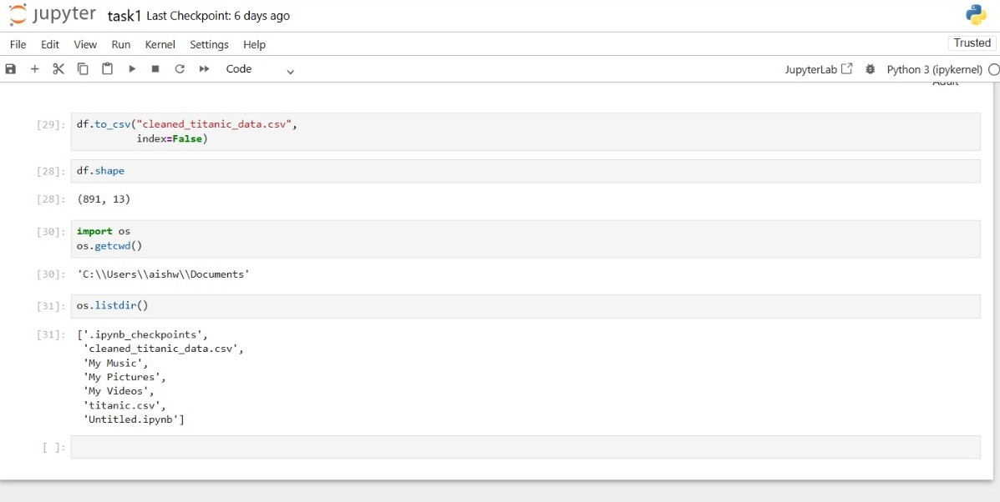 jupyter task1 Last Checkpoint: 6 days ago
File Edit View Run Kernel Settings Help
Trusted
Code
JupyterLab Python 3 (ipykernel)
Adult
[29]: df.to_csv("cleaned_titanic_data.csv",
index=False)
[28]: df.shape
[28]: (891, 13)
[30]: import os
os.getcwd()
[30]: 'C:\\Users\\aishw\\Documents'
[31]: os.listdir()
[31]: ['.ipynb_checkpoints',
'cleaned_titanic_data.csv',
'My Music',
'My Pictures',
'My Videos',
'titanic.csv',
'Untitled.ipynb']
[ ]: